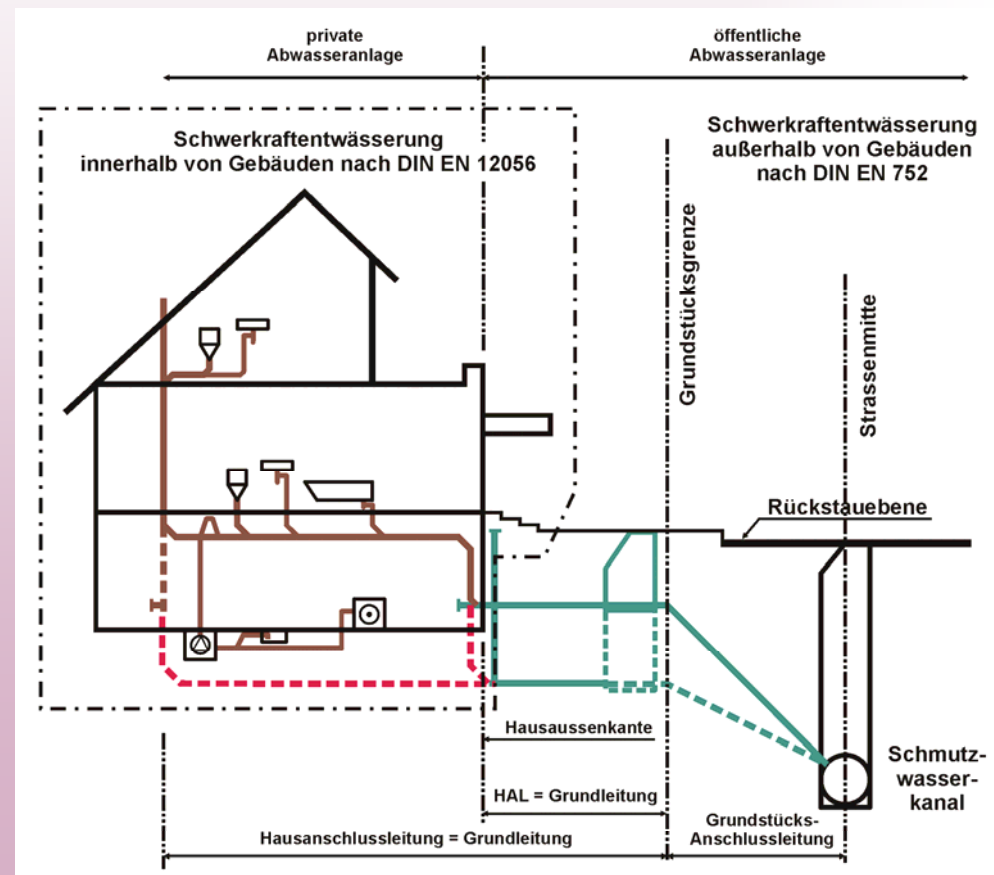 private
Abwasseranlage
öffentliche
Abwasseranlage
Schwerkraftentwässerung
innerhalb von Gebäuden nach DIN EN 12056
Schwerkraftentwässerung
außerhalb von Gebäuden
nach DIN EN 752
Grundstücksgrenze
Strassenmitte
Rückstauebene
Hausaussenkante
Schmutz-
wasser-
kanal
HAL = Grundleitung
Grundstücks-
Anschlussleitung
Hausanschlussleitung = Grundleitung